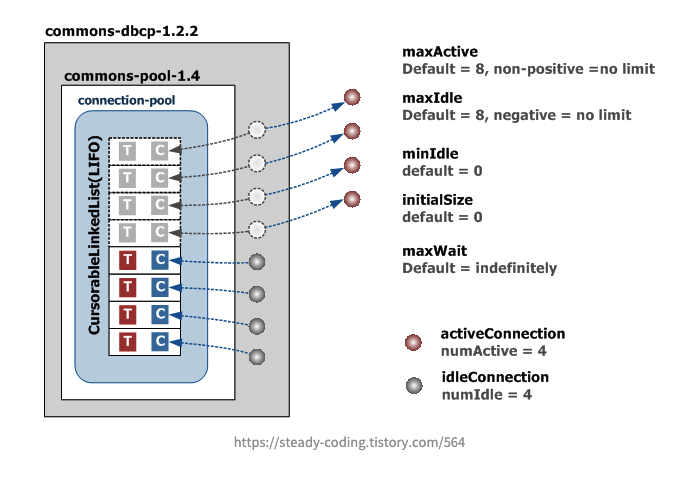 commons-dbcp-1.2.2
commons-pool-1.4
connection-pool
CursorableLinkedList(LIFO)
T C
T C
T C
T C
T C
T C
T C
T C
maxActive
Default = 8, non-positive =no limit
maxIdle
Default = 8, negative = no limit
minIdle
default = 0
initialSize
default = 0
maxWait
Default = indefinitely
activeConnection
numActive = 4
idleConnection
numIdle = 4
https://steady-coding.tistory.com/564